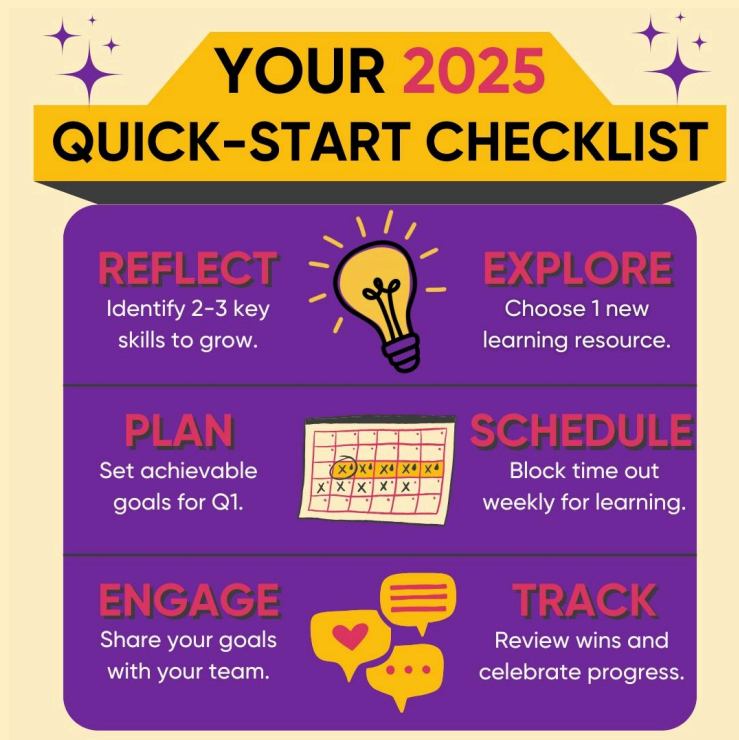 YOUR 2025
QUICK-START CHECKLIST
REFLECT
Identify 2-3 key
skills to grow.
EXPLORE
Choose 1 new
learning resource.
PLAN
Set achievable
goals for Q1.
SCHEDULE
Block time out
weekly for learning.
ENGAGE
Share your goals
with your team.
TRACK
Review wins and
celebrate progress.